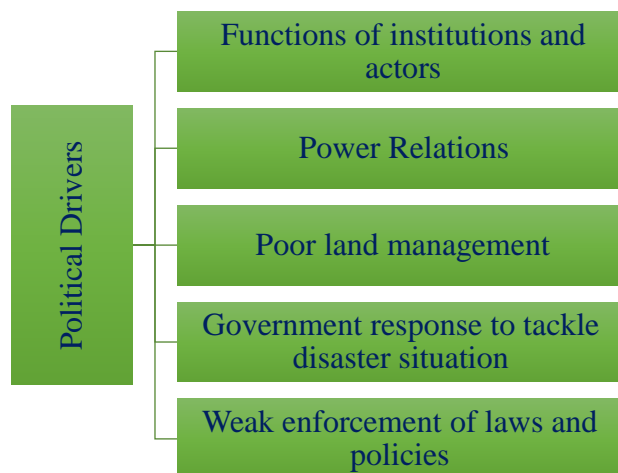 Political Drivers
Functions of institutions and
actors
Power Relations
Poor land management
Government response to tackle
disaster situation
Weak enforcement of laws and
policies